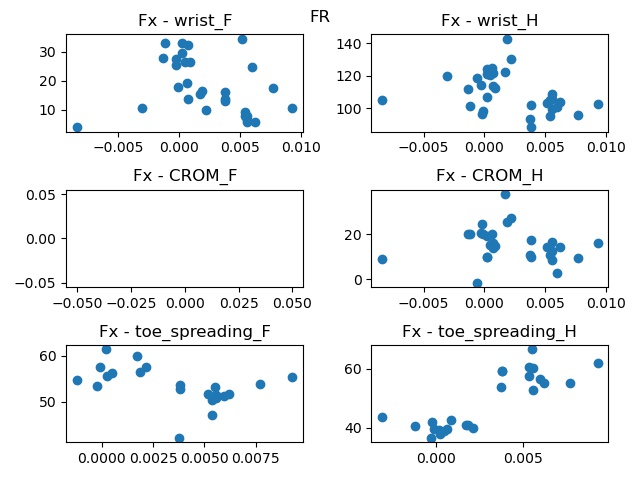 FR
Fx - wrist_F
Fx - wrist_H
30
20
10
−0.005 0.000 0.005 0.010
140
120
100
−0.005 0.000 0.005 0.010
Fx - CROM_F
Fx - CROM_H
0.05
0.00
−0.05
−0.050 −0.025 0.000 0.025 0.050
20
0
−0.005 0.000 0.005 0.010
Fx - toe_spreading_F
Fx - toe_spreading_H
60
50
0.0000 0.0025 0.0050 0.0075
60
40
0.000 0.005